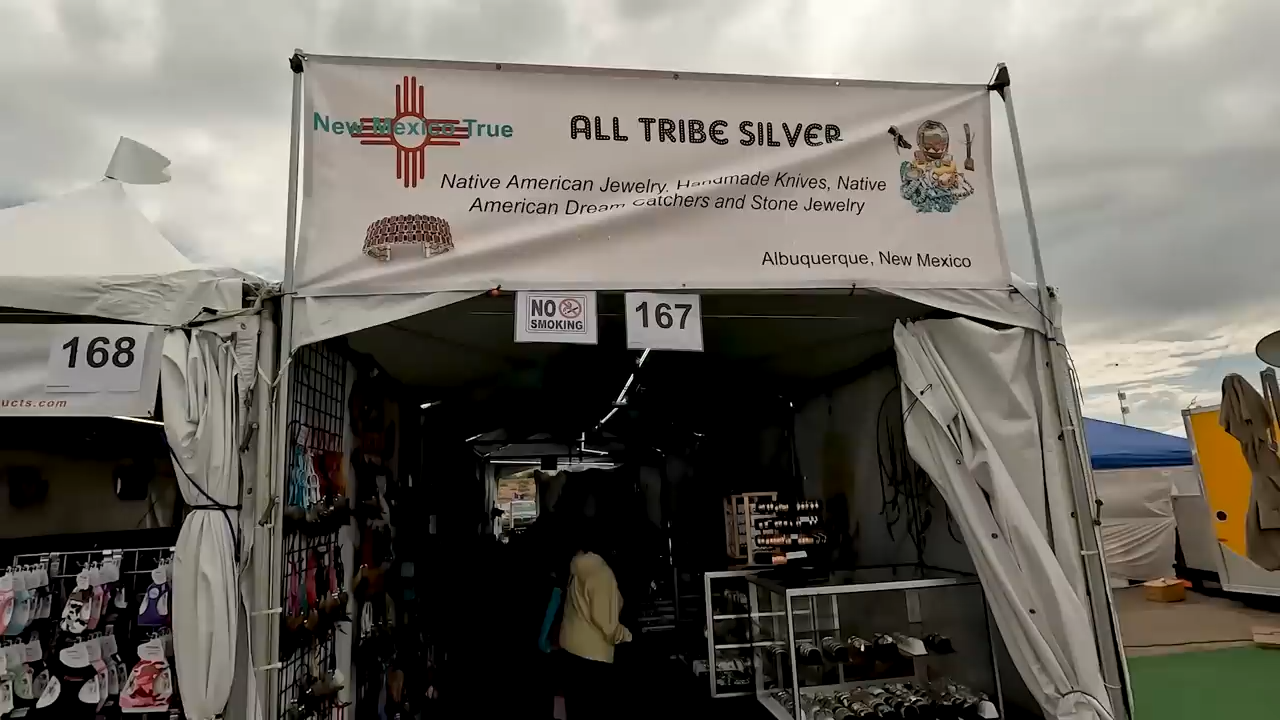 New Mexico True
ALL TRIBE SILVER
Native American Jewelry, Handmade Knives, Native
American Dream Catchers and Stone Jewelry
Albuquerque, New Mexico
NO
SMOKING
167
168
ucts.com